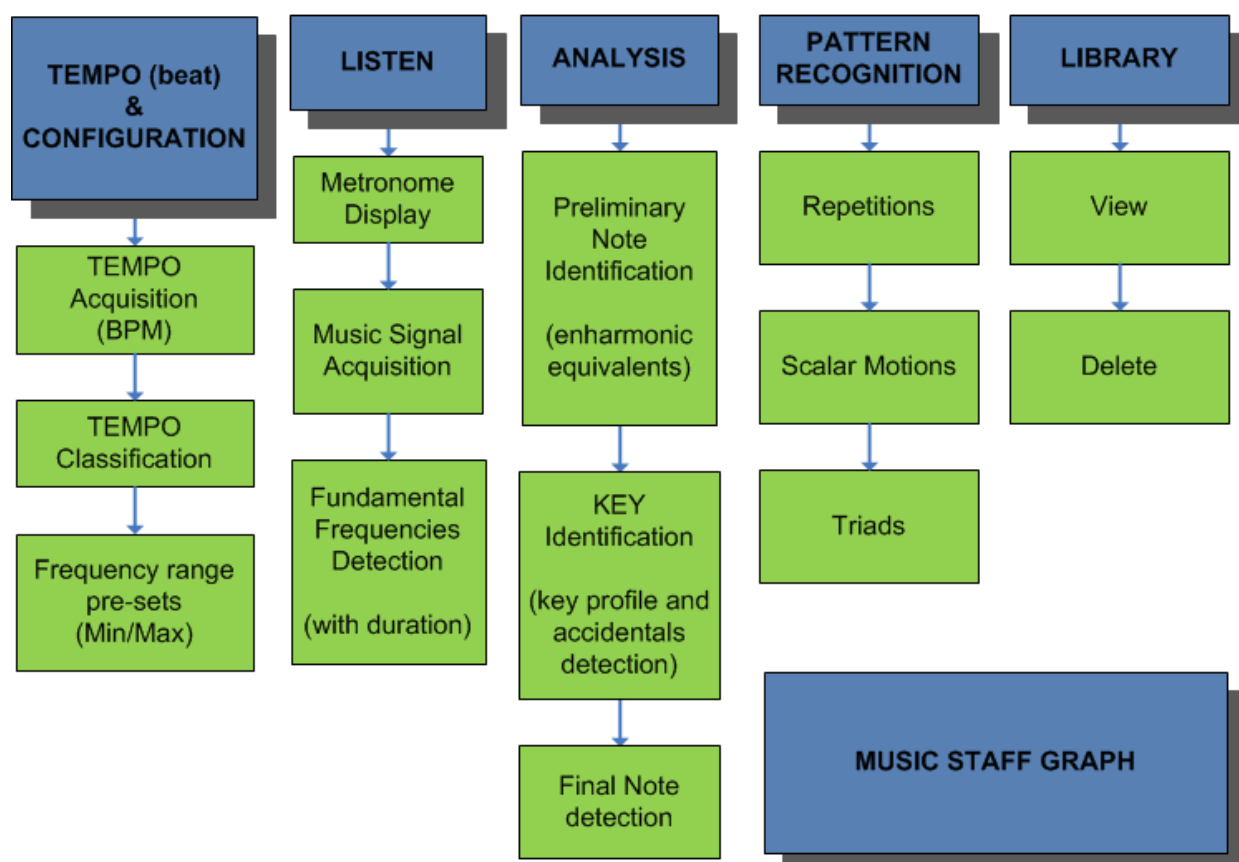 TEMPO (beat)
&
CONFIGURATION
TEMPO
Acquisition
(BPM)
TEMPO
Classification
Frequency range
pre-sets
(Min/Max)
LISTEN
Metronome
Display
Music Signal
Acquisition
Fundamental
Frequencies
Detection
(with duration)
ANALYSIS
Preliminary
Note
Identification
(enharmonic
equivalents)
KEY
Identification
(key profile and
accidentals
detection)
Final Note
detection
PATTERN
RECOGNITION
Repetitions
Scalar Motions
Triads
LIBRARY
View
Delete
MUSIC STAFF GRAPH